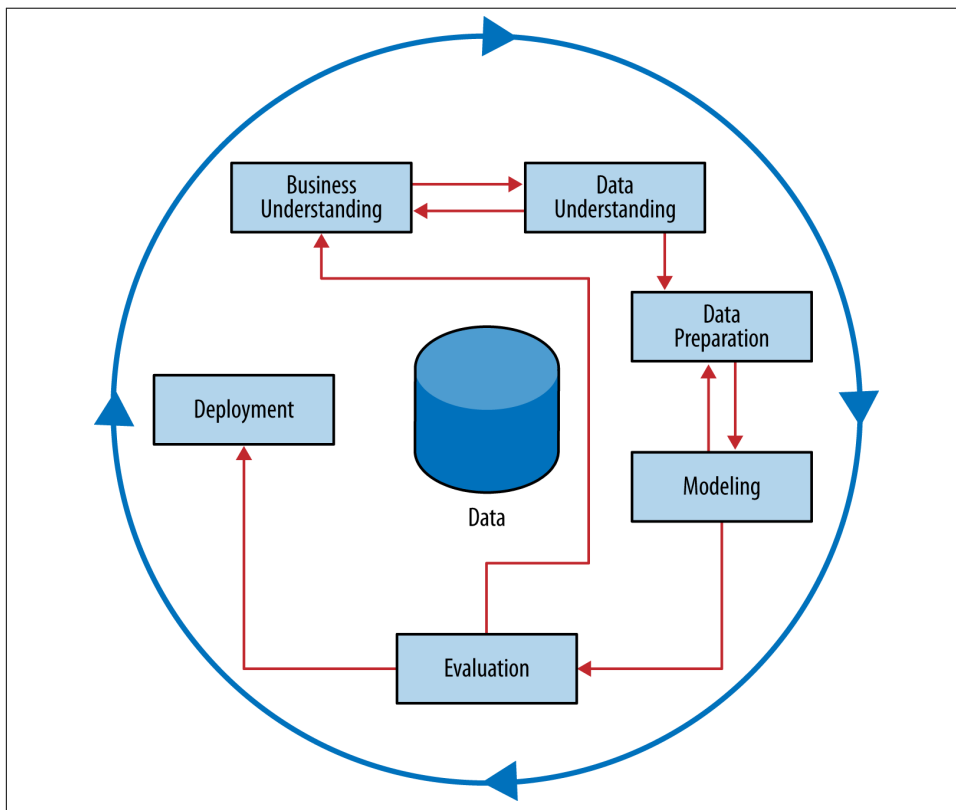 Business
Understanding
Data
Understanding
Data
Preparation
Deployment
Modeling
Data
Evaluation